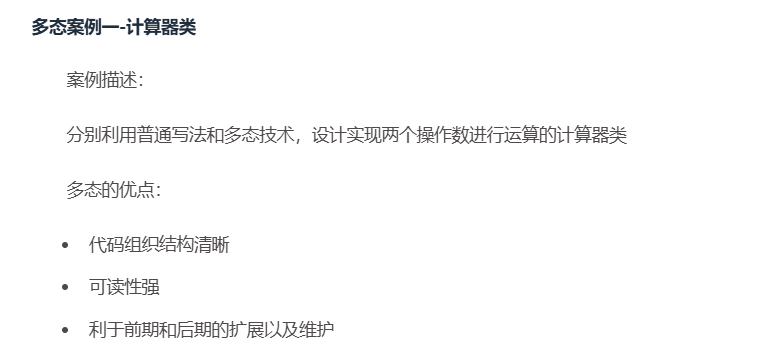 多态案例一-计算器类
案例描述：
分别利用普通写法和多态技术，设计实现两个操作数进行运算的计算器类
多态的优点：
• 代码组织结构清晰
• 可读性强
• 利于前期和后期的扩展以及维护